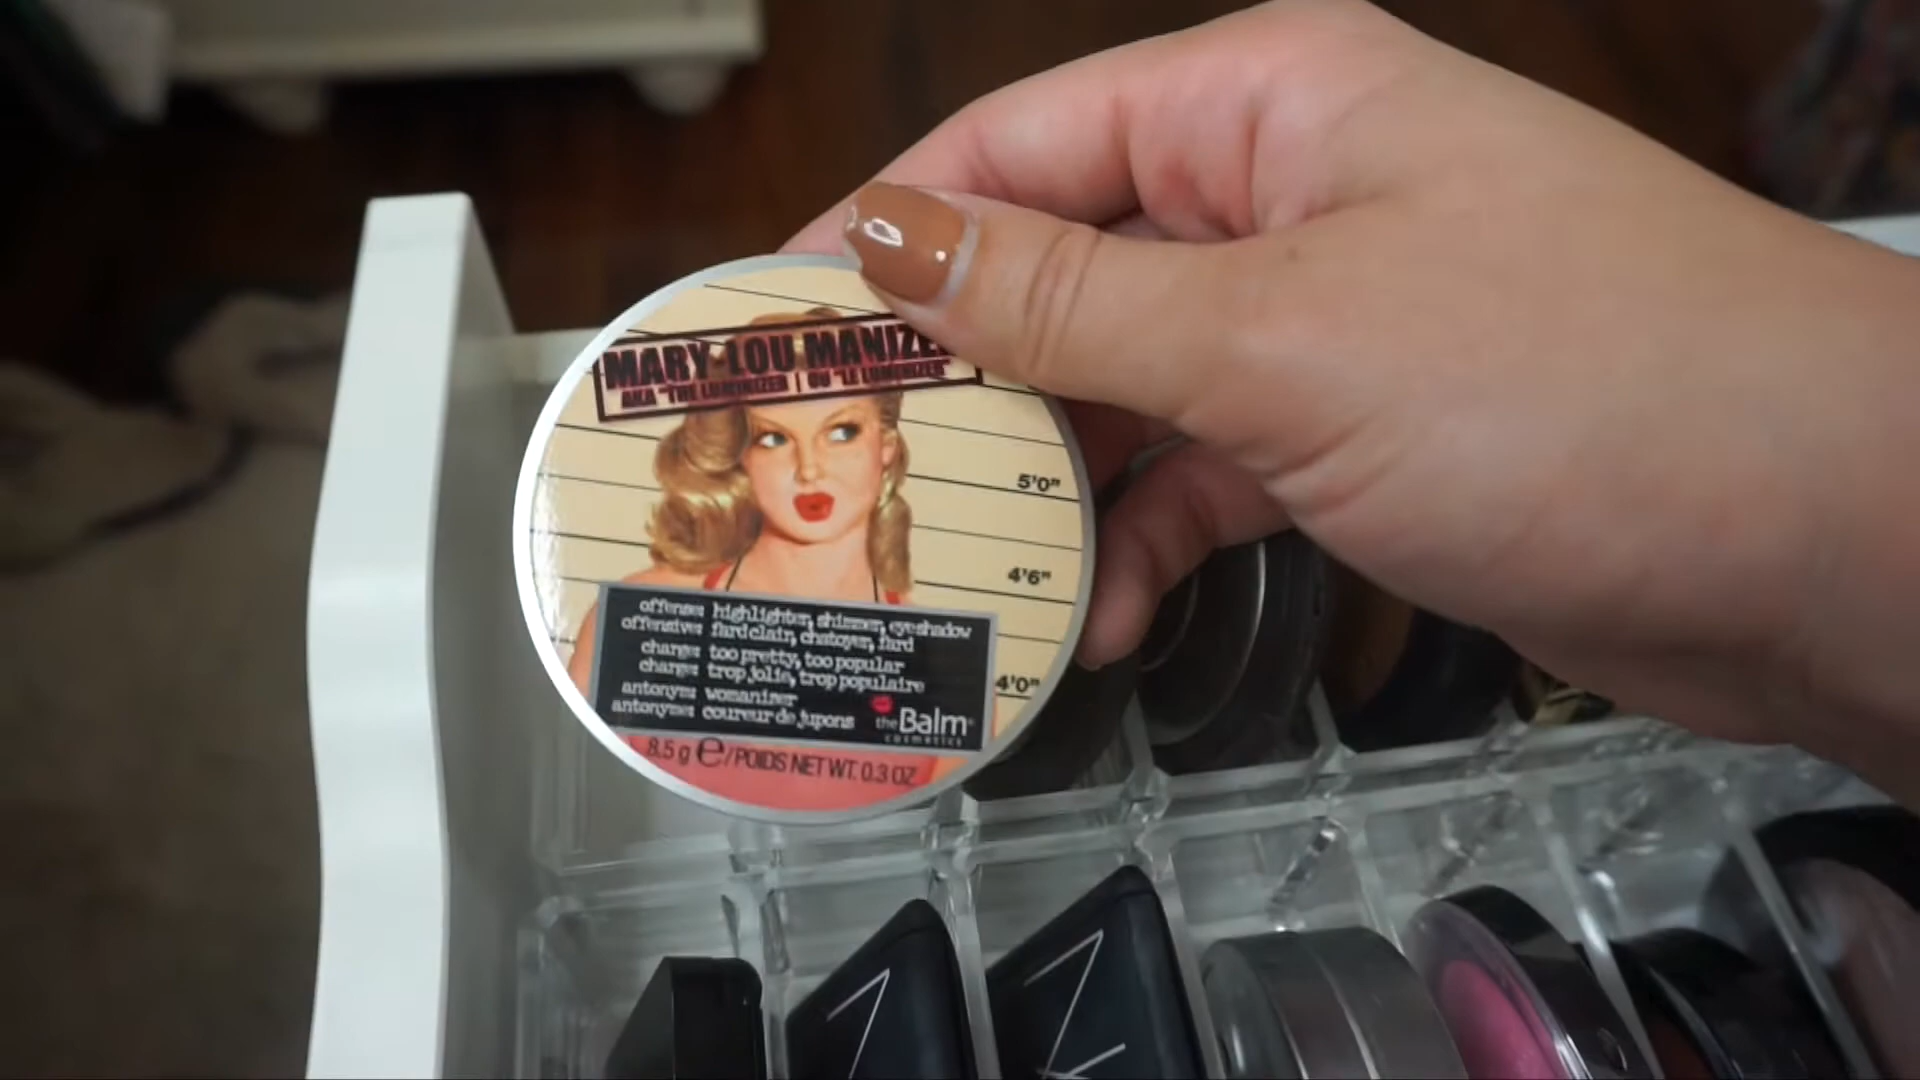 MARY-LOU MANIZE
AKA "THE LUMINIZER | OU "LE LUMINIZER"
5'0"
4'6"
4'0"
offense: highlighter, shimmer, eyeshadow
offensive: fard clair, chatoyer, fard
charge: too pretty, too popular
charge: trop jolie, trop populaire
antonym: womanizer
antonyme: coureur de jupons
theBalm
cosmetics
8.5 g e/POIDS NET WT. 0.3 OZ